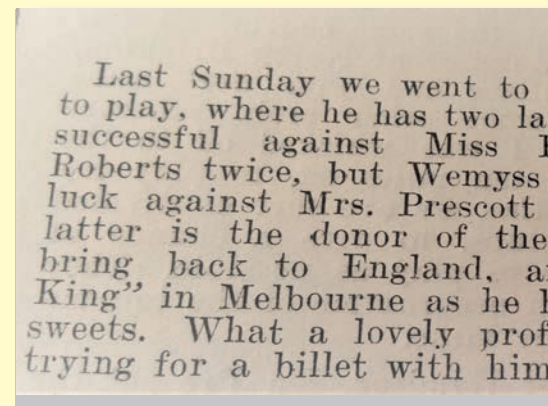 Last Sunday we went to
to play, where he has two
successful against Miss
Roberts twice, but Wemyss
luck against Mrs. Prescott
latter is the donor of the
bring back to England,
King” in Melbourne as he
sweets. What a lovely
trying for a billet with him